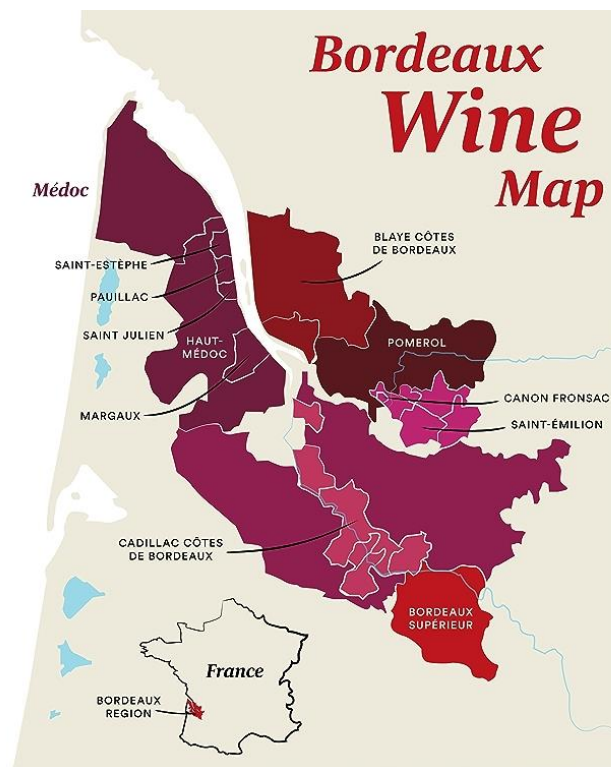 Bordeaux
Wine
Map
Médoc
BLAYE CÔTES
DE BORDEAUX
SAINT-ESTÈPHE
PAUILLAC
SAINT JULIEN
HAUT-
MÉDOC
POMEROL
CANON FRONSAC
MARGAUX
SAINT-ÉMILION
CADILLAC CÔTES
DE BORDEAUX
BORDEAUX
SUPÉRIEUR
France
BORDEAUX
REGION